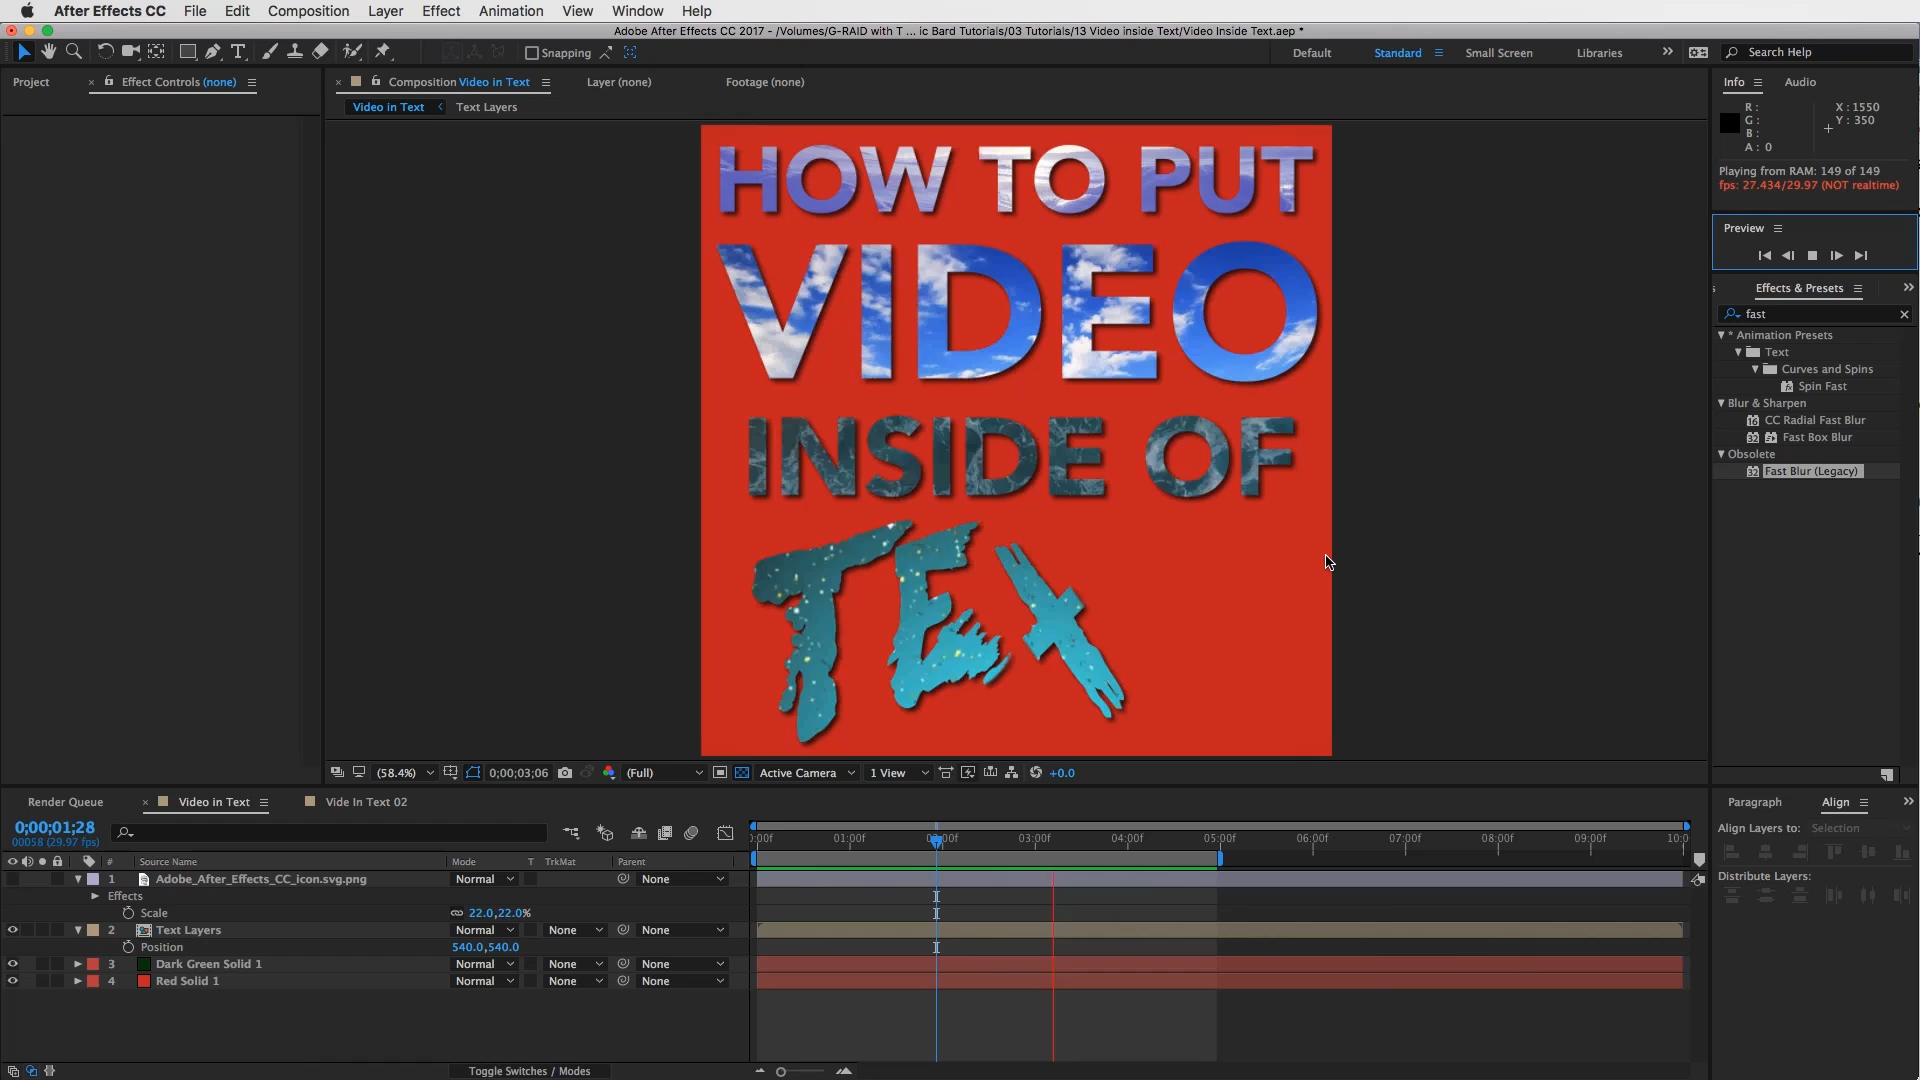 After Effects CC File Edit Composition Layer Effect Animation View Window Help
Adobe After Effects CC 2017 - /Volumes/G-RAID with T ... ic Bard Tutorials/03 Tutorials/13 Video inside Text/Video Inside Text.aep *
Snapping Default Standard Small Screen Libraries » Search Help
Project × Effect Controls (none) × Composition Video in Text Layer (none) Footage (none) Info Audio
Video in Text < Text Layers
R: X: 1550
G: Y: 350
B:
A: 0
Playing from RAM: 149 of 149
fps: 27.434/29.97 (NOT realtime)
Preview
Effects & Presets »
fast
* Animation Presets
Text
Curves and Spins
Spin Fast
Blur & Sharpen
CC Radial Fast Blur
Fast Box Blur
Obsolete
Fast Blur (Legacy)
HOW TO PUT
VIDEO
INSIDE OF
TEX
(58.4%) 0;00;03;06 (Full) Active Camera 1 View +0.0
Render Queue × Video in Text Vide In Text 02 Paragraph Align »
0;00;01;28
00058 (29.97 fps)
:00f 01:00f 02:00f 03:00f 04:00f 05:00f 06:00f 07:00f 08:00f 09:00f 10:0
Align Layers to: Selection
Distribute Layers:
# Source Name Mode T TrkMat Parent
1 Adobe_After_Effects_CC_icon.svg.png Normal None
Effects
Scale 22.0,22.0%
2 Text Layers Normal None None
Position 540.0,540.0
3 Dark Green Solid 1 Normal None None
4 Red Solid 1 Normal None None
Toggle Switches / Modes